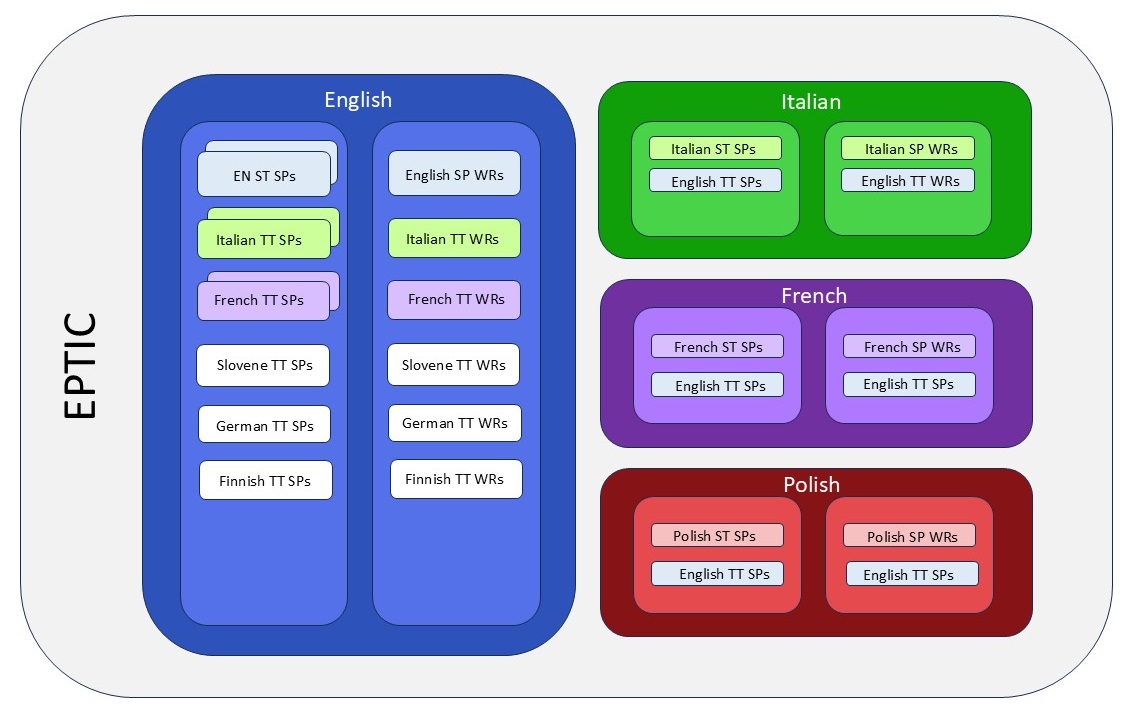 EPTIC
English
EN ST SPs
Italian TT SPs
French TT SPs
Slovene TT SPs
German TT SPs
Finnish TT SPs
English SP WRs
Italian TT WRs
French TT WRs
Slovene TT WRs
German TT WRs
Finnish TT WRs
Italian
Italian ST SPs
English TT SPs
Italian SP WRs
English TT WRs
French
French ST SPs
English TT SPs
French SP WRs
English TT SPs
Polish
Polish ST SPs
English TT SPs
Polish SP WRs
English TT SPs